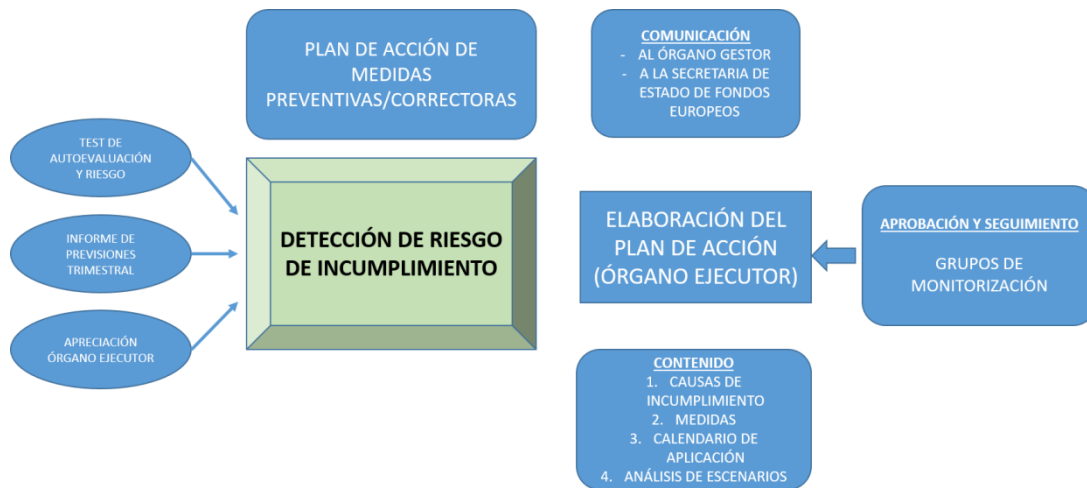 PLAN DE ACCIÓN DE
MEDIDAS
PREVENTIVAS/CORRECTORAS
COMUNICACIÓN
- AL ÓRGANO GESTOR
- A LA SECRETARIA DE
ESTADO DE FONDOS
EUROPEOS
TEST DE
AUTOEVALUACIÓN
Y RIESGO
INFORME DE
PREVISIONES
TRIMESTRAL
APRECIACIÓN
ÓRGANO EJECUTOR
DETECCIÓN DE RIESGO
DE INCUMPLIMIENTO
ELABORACIÓN DEL
PLAN DE ACCIÓN
(ÓRGANO EJECUTOR)
APROBACIÓN Y SEGUIMIENTO
GRUPOS DE
MONITORIZACIÓN
CONTENIDO
1. CAUSAS DE
INCUMPLIMIENTO
2. MEDIDAS
3. CALENDARIO DE
APLICACIÓN
4. ANÁLISIS DE ESCENARIOS